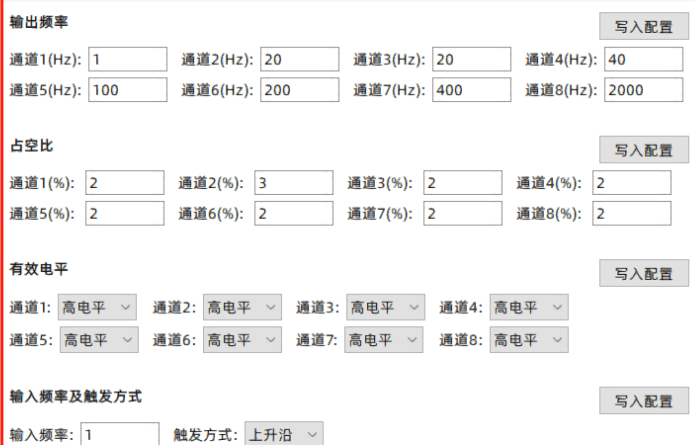 输出频率 写入配置
通道1(Hz): 1 通道2(Hz): 20 通道3(Hz): 20 通道4(Hz): 40
通道5(Hz): 100 通道6(Hz): 200 通道7(Hz): 400 通道8(Hz): 2000
占空比 写入配置
通道1(%): 2 通道2(%): 3 通道3(%): 2 通道4(%): 2
通道5(%): 2 通道6(%): 2 通道7(%): 2 通道8(%): 2
有效电平 写入配置
通道1: 高电平 通道2: 高电平 通道3: 高电平 通道4: 高电平
通道5: 高电平 通道6: 高电平 通道7: 高电平 通道8: 高电平
输入频率及触发方式 写入配置
输入频率: 1 触发方式: 上升沿